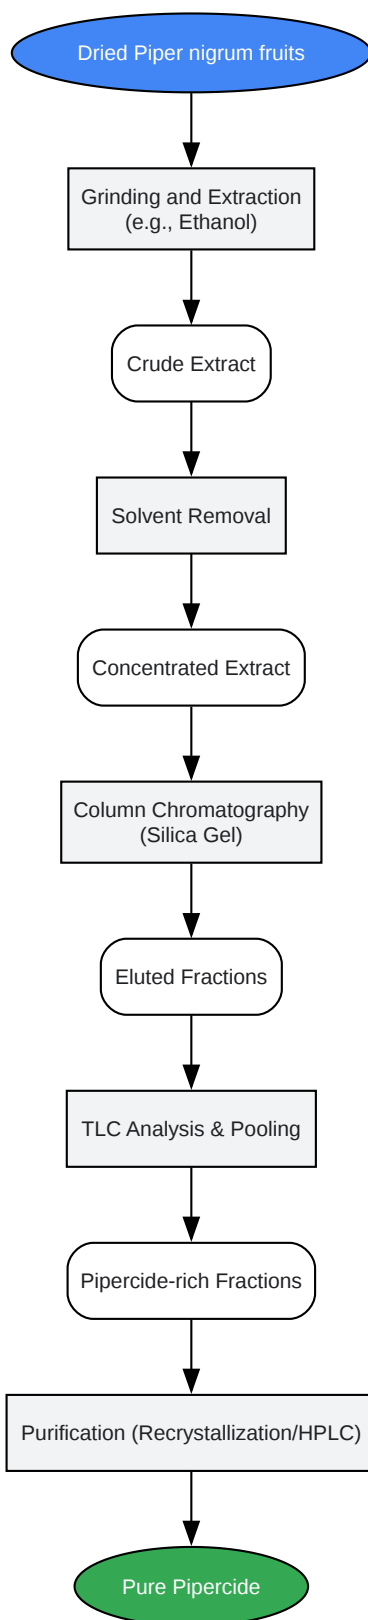 Dried Piper nigrum fruits
Grinding and Extraction
(e.g., Ethanol)
Crude Extract
Solvent Removal
Concentrated Extract
Column Chromatography
(Silica Gel)
Eluted Fractions
TLC Analysis & Pooling
Pipercide-rich Fractions
Purification (Recrystallization/HPLC)
Pure Pipercide